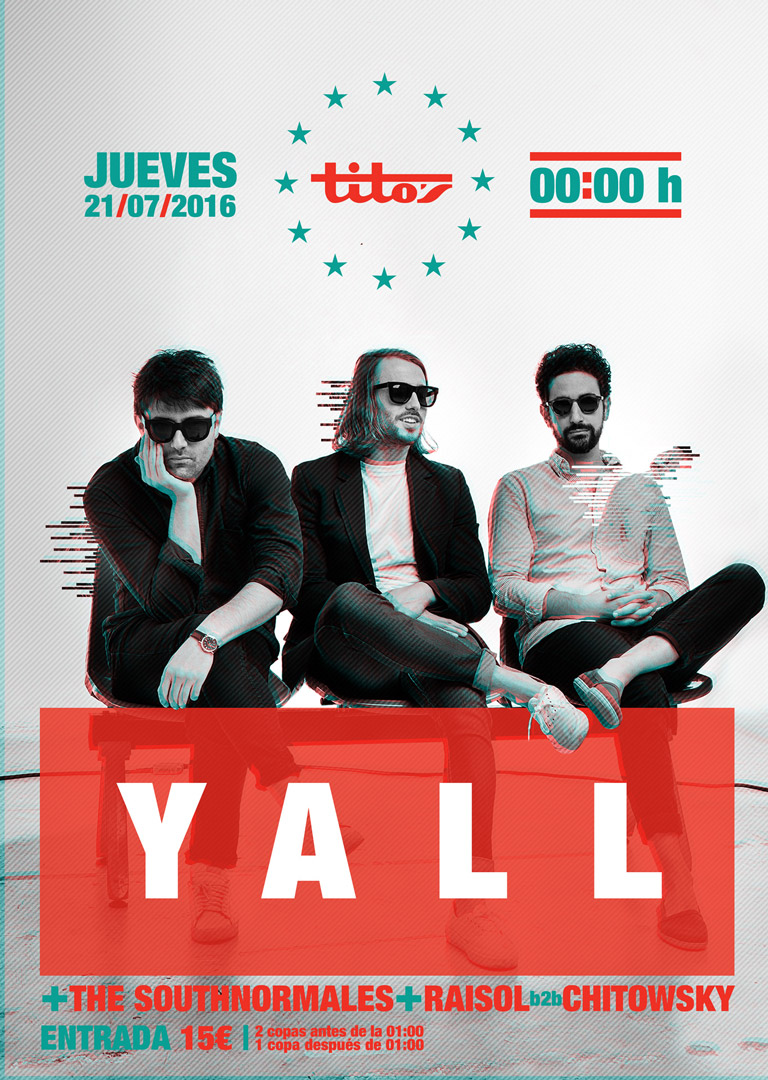 JUEVES
21/07/2016
tito's
00:00 h
YALL
+THE SOUTHNORMALES+RAISOL b2b CHITOWSKY
ENTRADA 15€ | 2 copas antes de la 01:00
1 copa después de 01:00